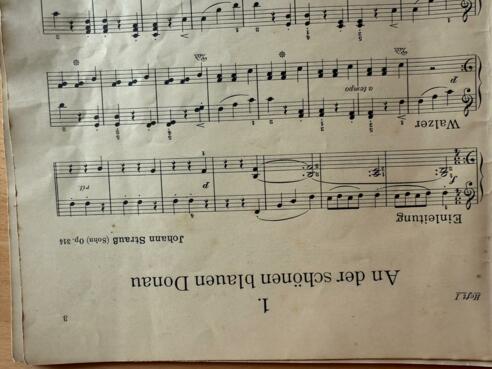 3
Heft I
1.
An der schönen blauen Donau
Johann Strauß (Sohn) Op. 314
Einleitung
f
p
rit
Walzer
p
a tempo